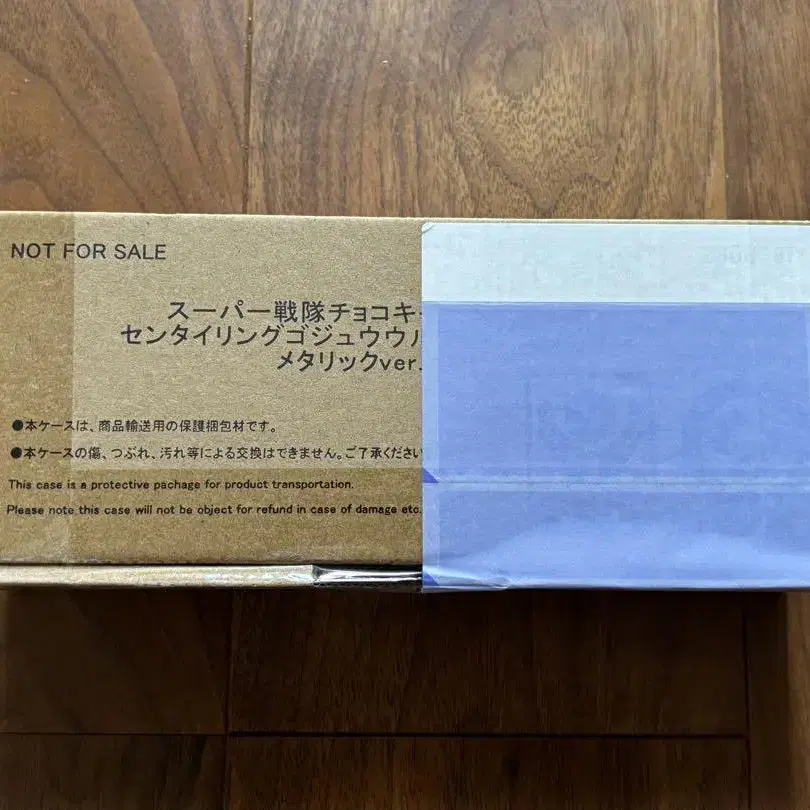 NOT FOR SALE
スーパー戦隊チョコキ
センタイリングゴジュウウル
メタリックver.
●本ケースは、商品輸送用の保護梱包材です。
●本ケースの傷、つぶれ、汚れ等による交換はできません。ご了承ください
This case is a protective pachage for product transportation.
Please note this case will not be object for refund in case of damage etc.